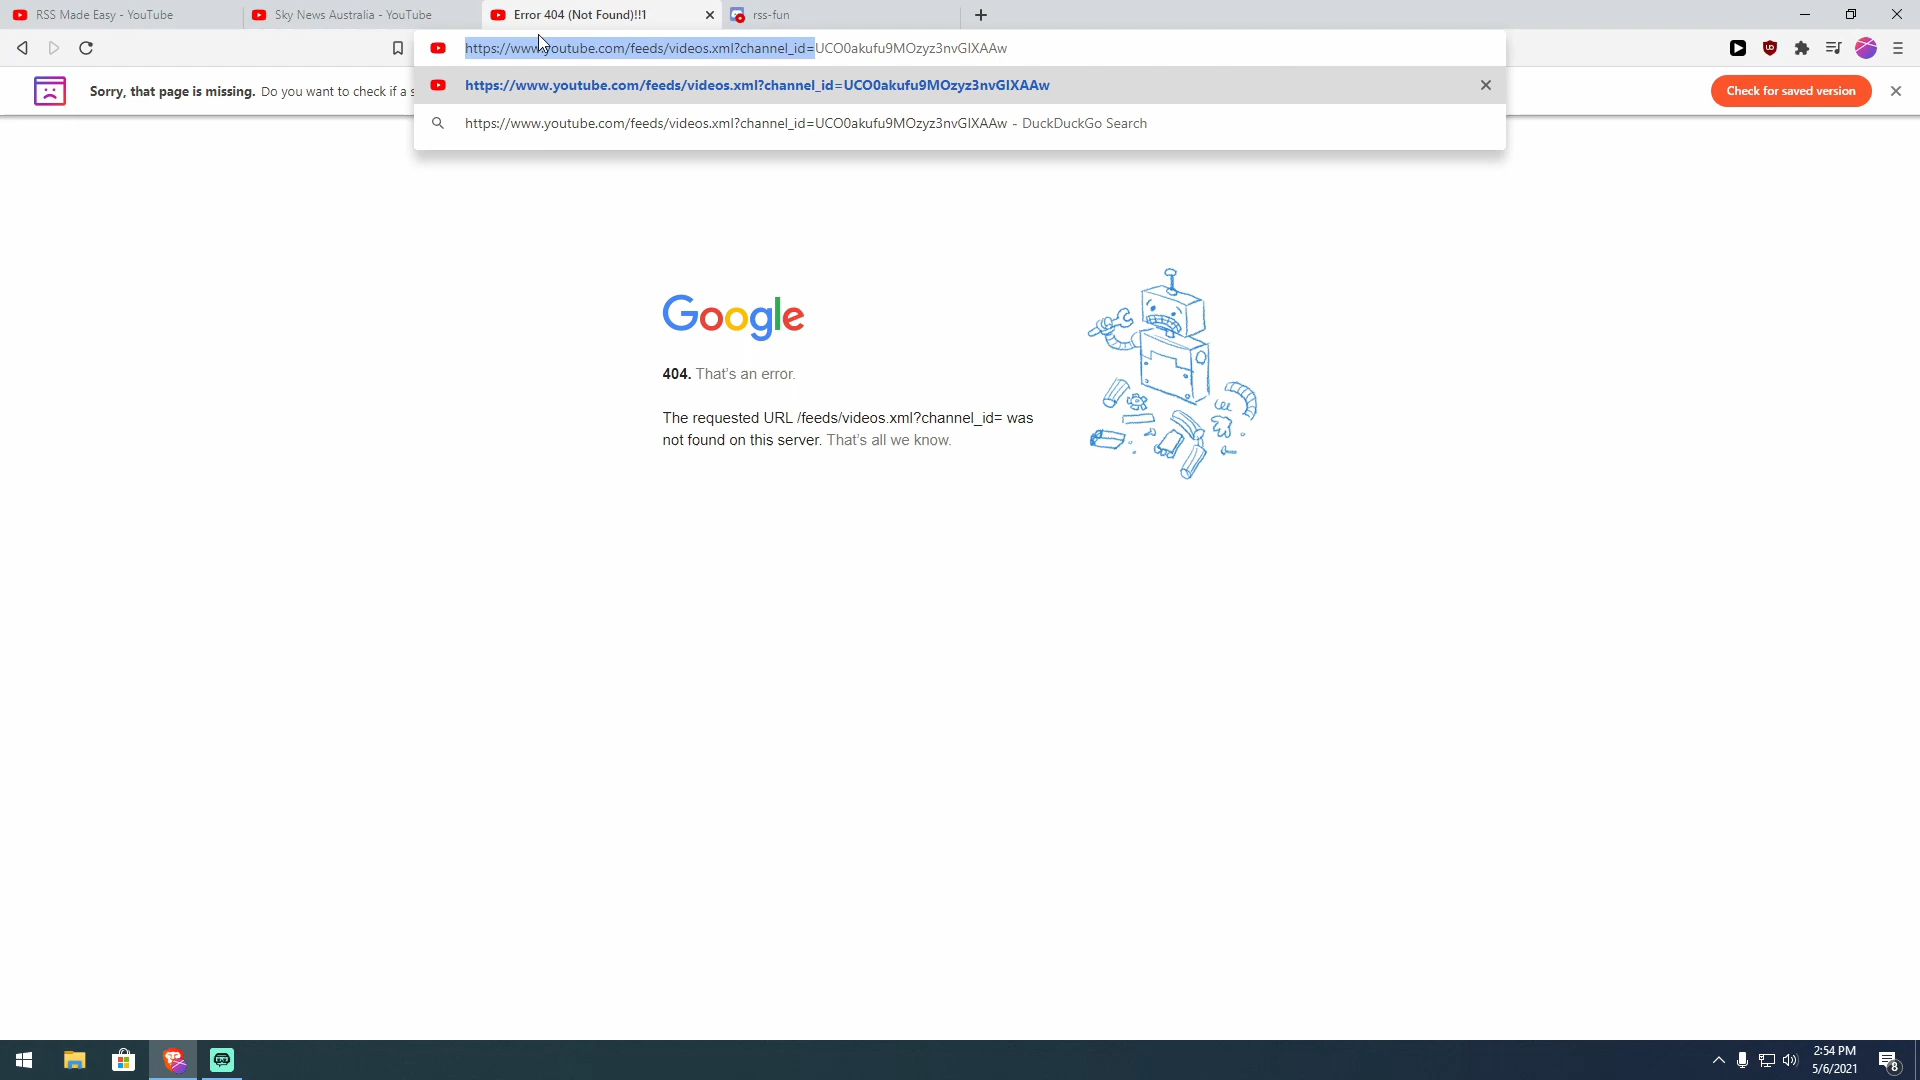 RSS Made Easy - YouTube
Sky News Australia - YouTube
Error 404 (Not Found)!!1
rss-fun
https://www.youtube.com/feeds/videos.xml?channel_id=UCO0akufu9MOzyz3nvGIXAAw
https://www.youtube.com/feeds/videos.xml?channel_id=UCO0akufu9MOzyz3nvGIXAAw
https://www.youtube.com/feeds/videos.xml?channel_id=UCO0akufu9MOzyz3nvGIXAAw - DuckDuckGo Search
Sorry, that page is missing. Do you want to check if a s
Check for saved version
Google
404. That's an error.
The requested URL /feeds/videos.xml?channel_id= was
not found on this server. That's all we know.
2:54 PM
5/6/2021
8